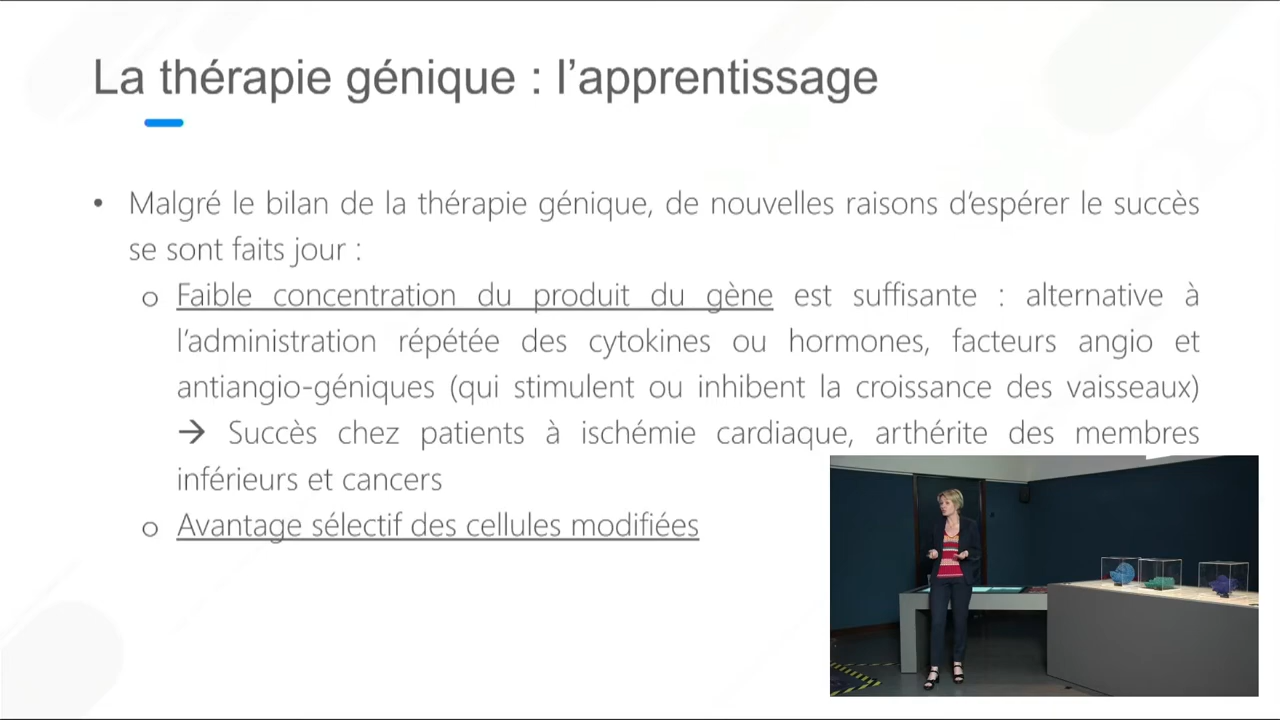 La thérapie génique : l’apprentissage
• Malgré le bilan de la thérapie génique, de nouvelles raisons d’espérer le succès
se sont faits jour :
o Faible concentration du produit du gène est suffisante : alternative à
l’administration répétée des cytokines ou hormones, facteurs angio et
antiangio-géniques (qui stimulent ou inhibent la croissance des vaisseaux)
→ Succès chez patients à ischémie cardiaque, arthérite des membres
inférieurs et cancers
o Avantage sélectif des cellules modifiées